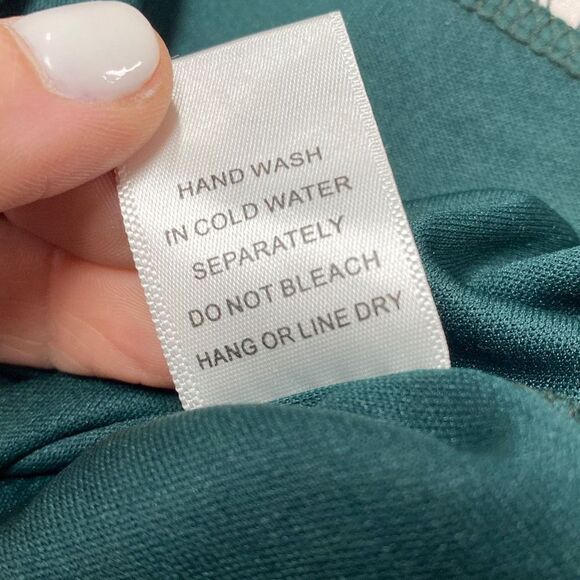 HAND WASH
IN COLD WATER
SEPARATELY
DO NOT BLEACH
HANG OR LINE DRY